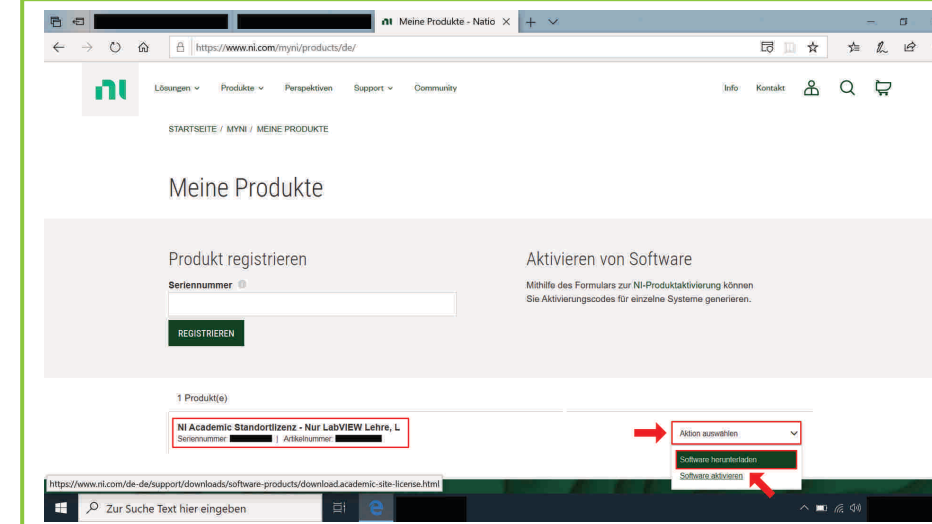 Meine Produkte - Natio
https://www.ni.com/myni/products/de/
ni
Lösungen Produkte Perspektiven Support Community
Info Kontakt
STARTSEITE / MYNI / MEINE PRODUKTE
Meine Produkte
Produkt registrieren
Seriennummer
REGISTRIEREN
Aktivieren von Software
Mithilfe des Formulars zur NI-Produktaktivierung können
Sie Aktivierungscodes für einzelne Systeme generieren.
1 Produkt(e)
NI Academic Standortlizenz - Nur LabVIEW Lehre, L
Seriennummer: | Artikelnummer:
Aktion auswählen
Software herunterladen
Software aktivieren
https://www.ni.com/de-de/support/downloads/software-products/download.academic-site-license.html
Zur Suche Text hier eingeben